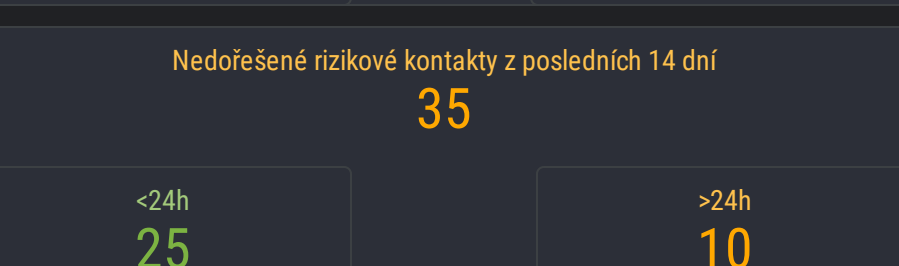 Nedořešené rizikové kontakty z posledních 14 dní
35
<24h
>24h
25
10